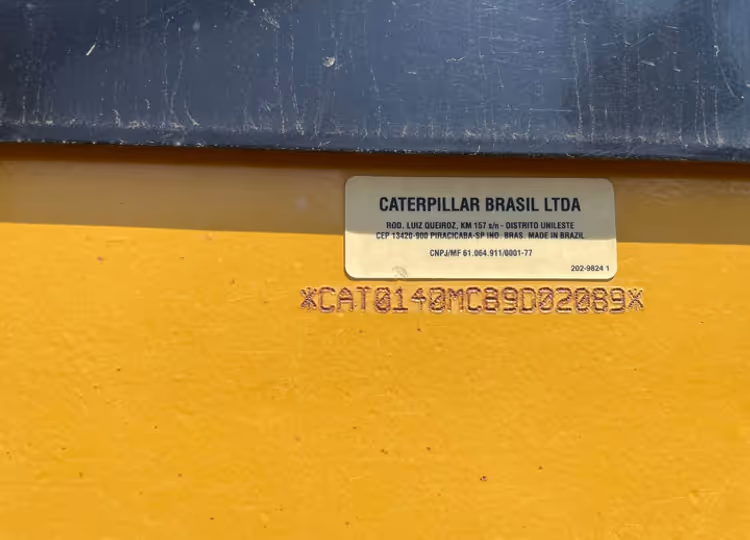 CATERPILLAR BRASIL LTDA
ROD. LUIZ QUEIROZ, KM 157 s/n - DISTRITO UNILESTE
CEP 13420-900 PIRACICABA-SP IND. BRAS. MADE IN BRAZIL
CNPJ/MF 61.064.911/0001-77
202-9824 1
*CAT0140MCB9D02089*